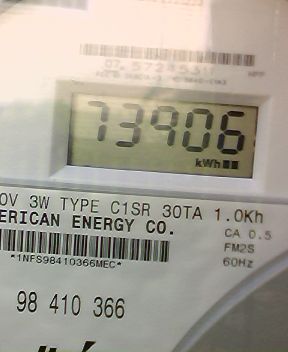 73906
kWh
0V 3W TYPE C1SR 30TA 1.0Kh
ERICAN ENERGY CO.
CA 0.5
FM2S
*1NFS98410366MEC*
60Hz
98 410 366